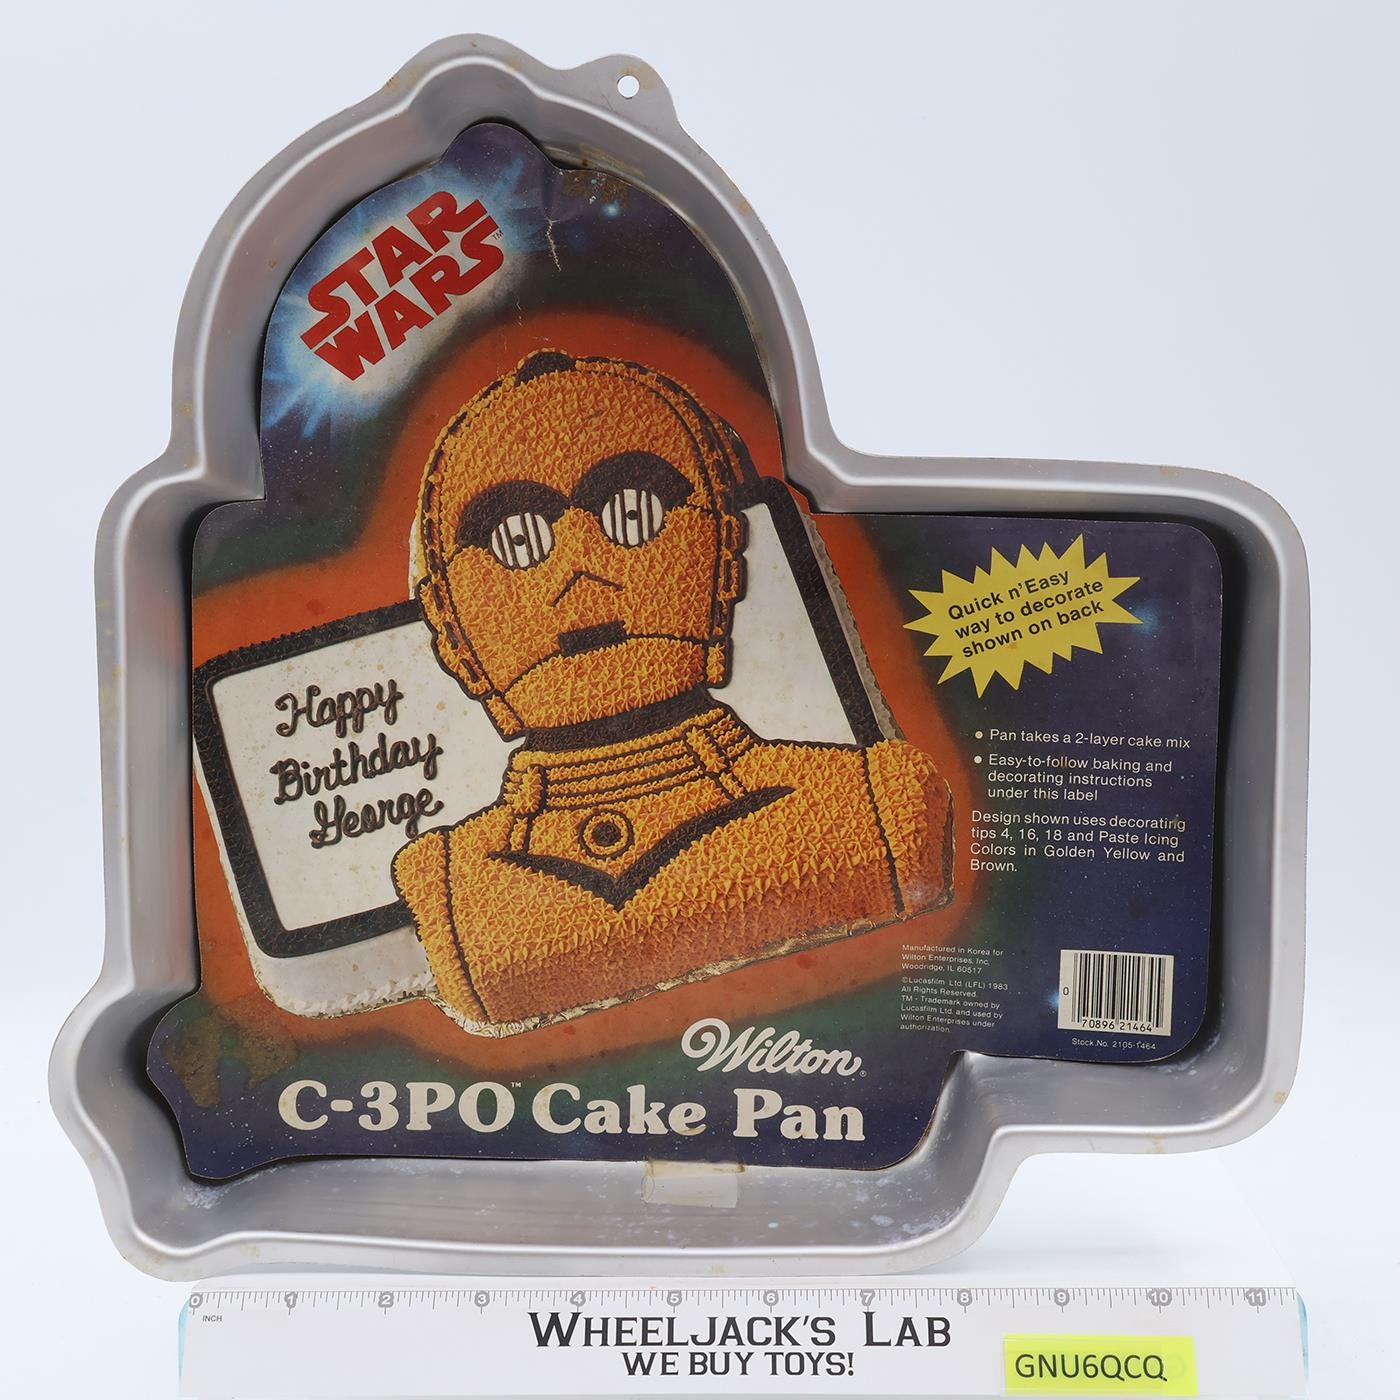 STAR
WARS™
Happy
Birthday
George
Quick n' Easy
way to decorate
shown on back
• Pan takes a 2-layer cake mix
• Easy-to-follow baking and
decorating instructions
under this label
Design shown uses decorating
tips 4, 16, 18 and Paste Icing
Colors in Golden Yellow and
Brown.
Manufactured in Korea for
Wilton Enterprises, Inc.
Woodridge, IL 60517
©Lucasfilm Ltd. (LFL) 1983
All Rights Reserved.
TM - Trademark owned by
Lucasfilm Ltd. and used by
Wilton Enterprises under
authorization.
0 70896 21464
Stock No. 2105-1464
Wilton®
C-3PO™ Cake Pan
0 1 2 3 4 5 6 7 8 9 10 11
INCH
WHEELJACK'S LAB
WE BUY TOYS!
GNU6QCQ